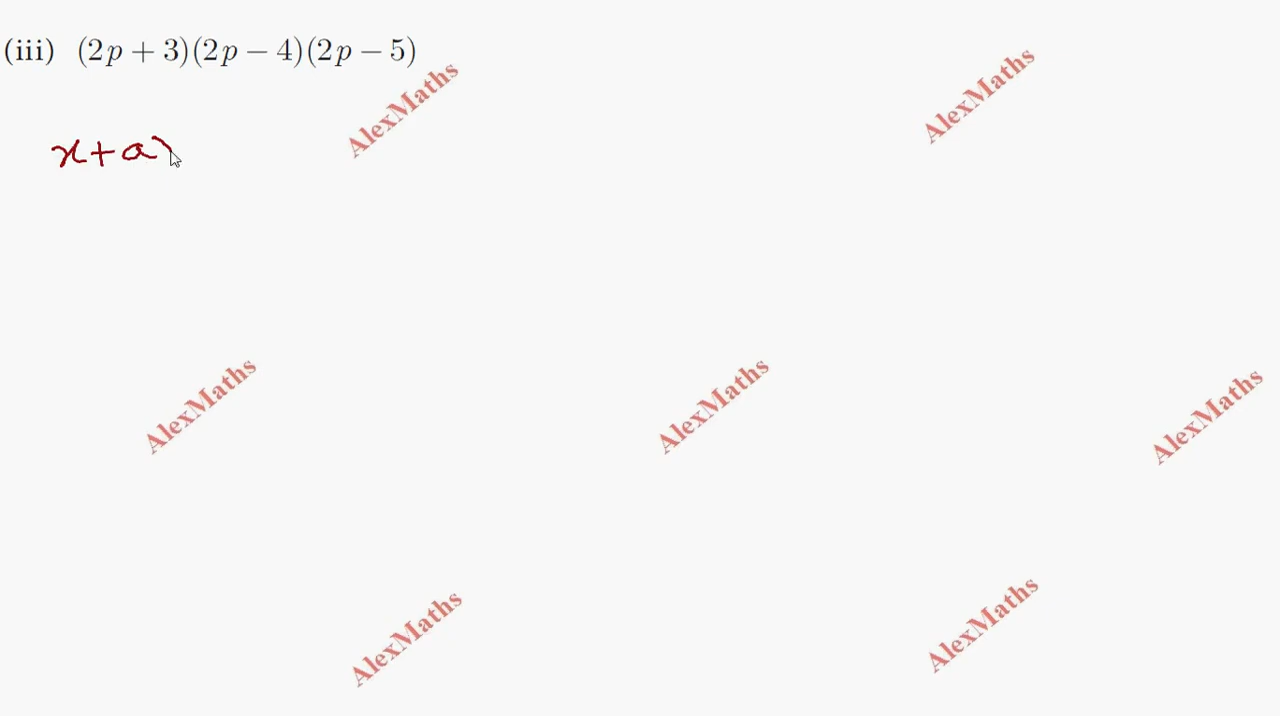 (iii) (2p + 3)(2p − 4)(2p − 5)
AlexMaths
AlexMaths
x+a)
AlexMaths
AlexMaths
AlexMaths
AlexMaths
AlexMaths